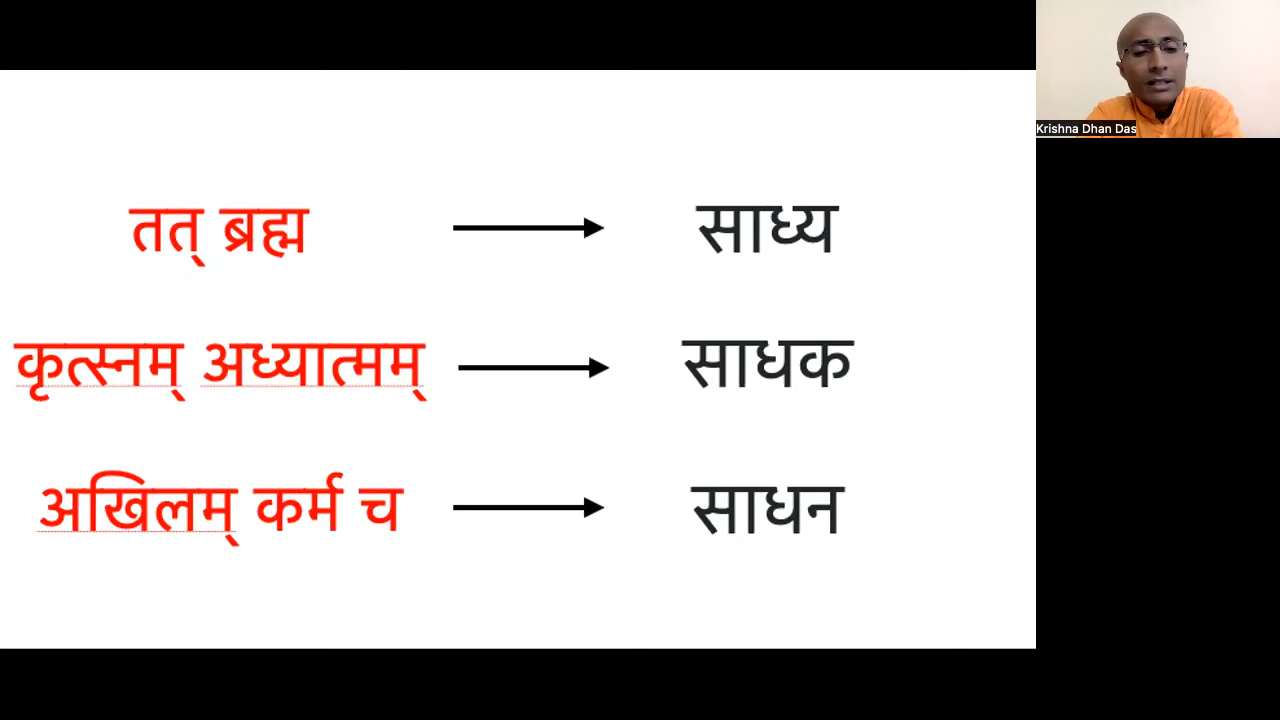 तत् ब्रह्म → साध्य
कृत्स्नम् अध्यात्मम् → साधक
अखिलम् कर्म च → साधन
Krishna Dhan Das